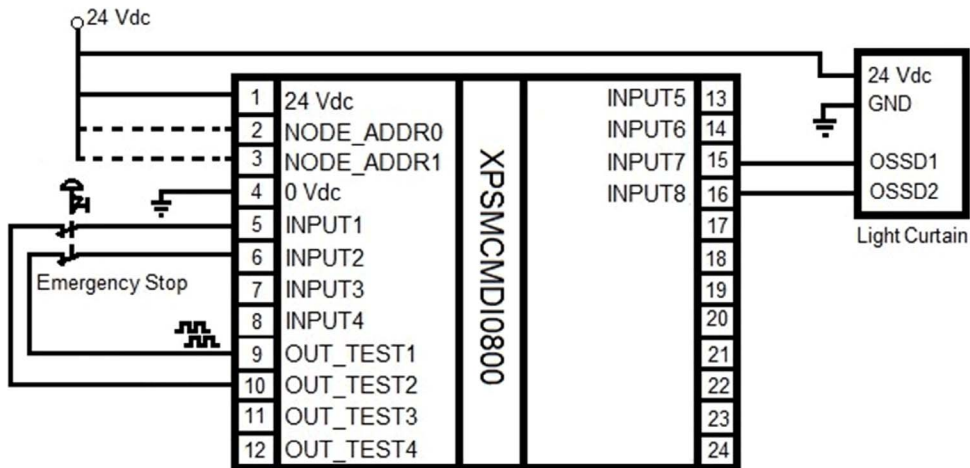 24 Vdc
1 24 Vdc
2 NODE_ADDR0
3 NODE_ADDR1
4 0 Vdc
5 INPUT1
6 INPUT2
7 INPUT3
8 INPUT4
9 OUT_TEST1
10 OUT_TEST2
11 OUT_TEST3
12 OUT_TEST4
Emergency Stop
XPSMCMDI0800
INPUT5 13
INPUT6 14
INPUT7 15
INPUT8 16
17
18
19
20
21
22
23
24
24 Vdc
GND
OSSD1
OSSD2
Light Curtain